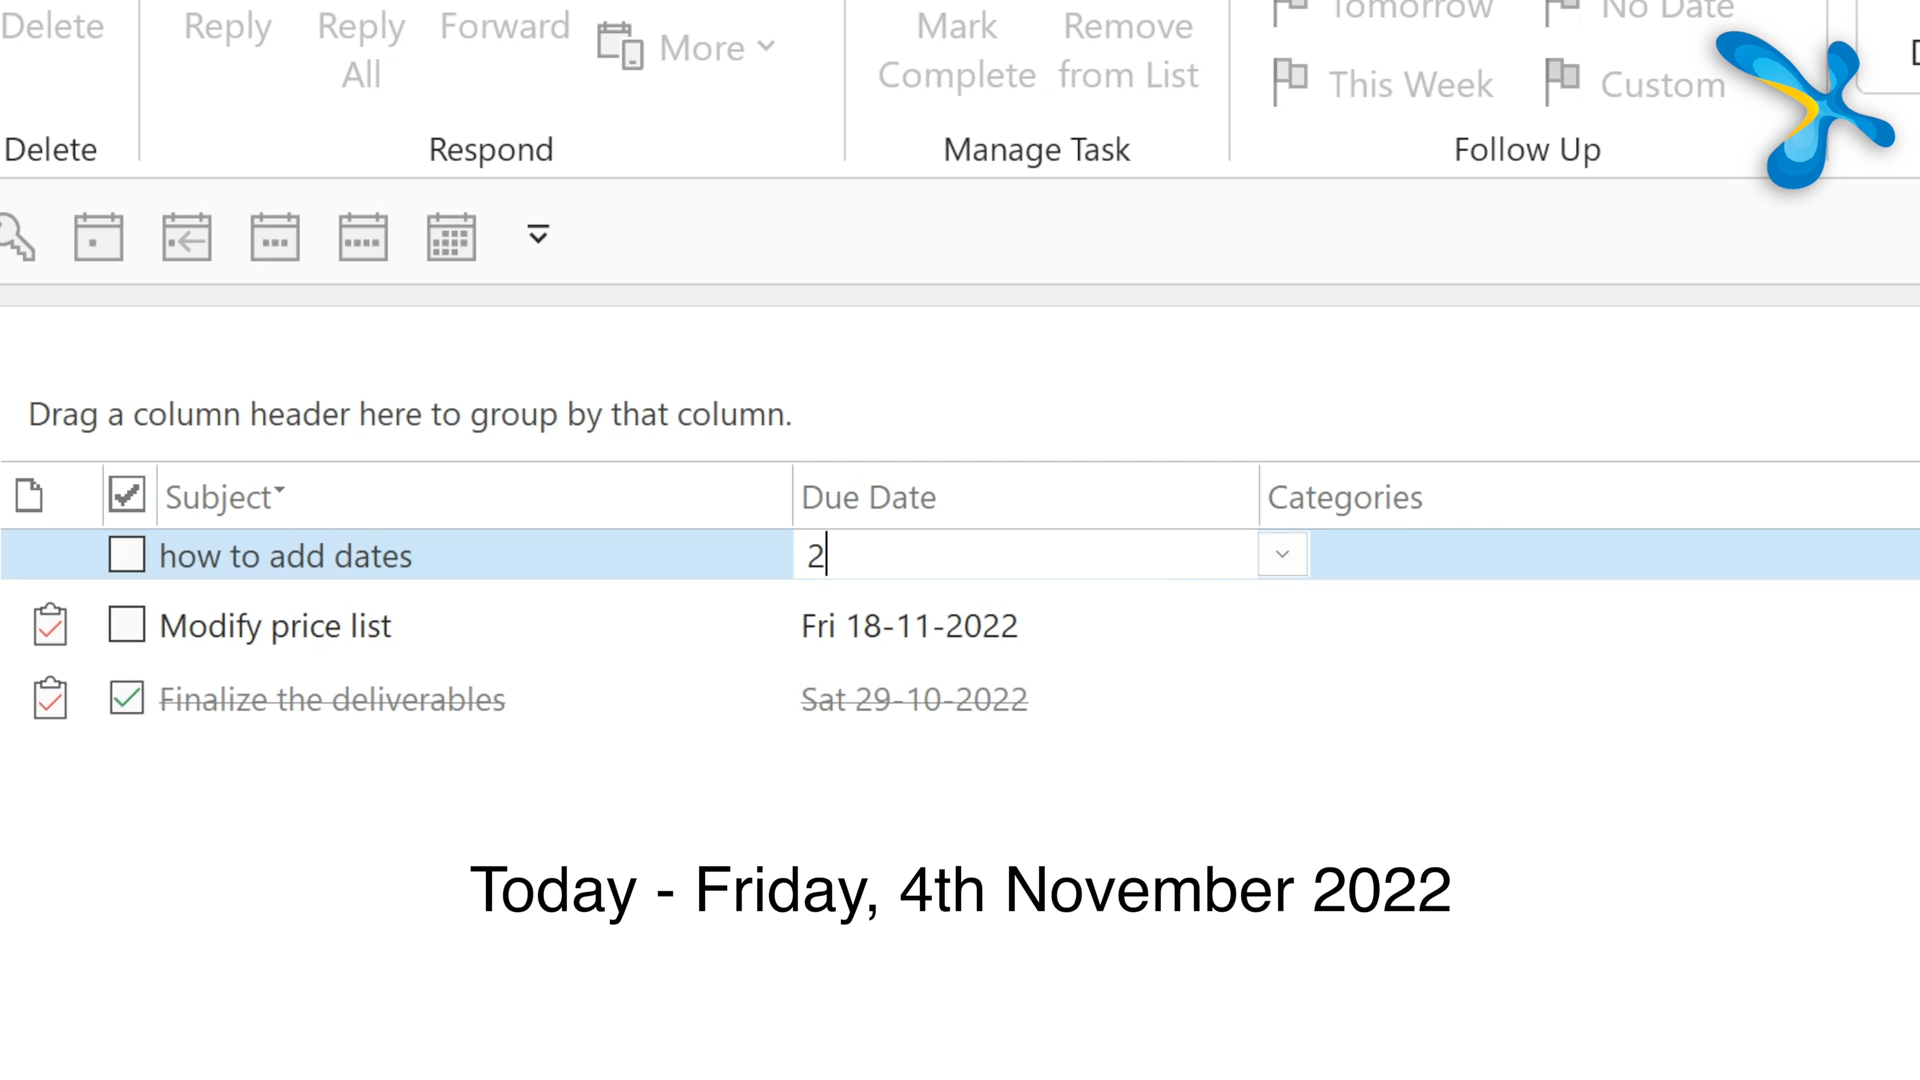 Delete
Reply
Reply All
Forward
More
Mark Complete
Remove from List
Tomorrow
No Date
This Week
Custom
Delete
Respond
Manage Task
Follow Up
Drag a column header here to group by that column.
Subject
Due Date
Categories
how to add dates
2
Modify price list
Fri 18-11-2022
Finalize the deliverables
Sat 29-10-2022
Today - Friday, 4th November 2022